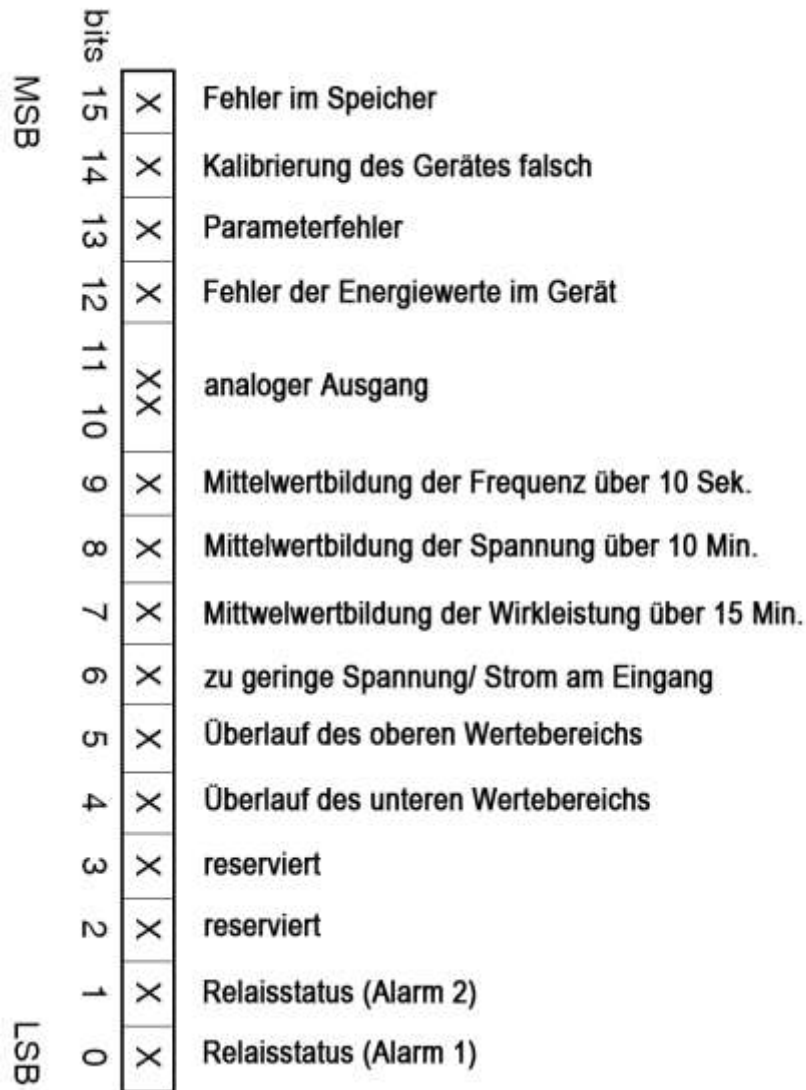 bits
MSB 15 X Fehler im Speicher
14 X Kalibrierung des Gerätes falsch
13 X Parameterfehler
12 X Fehler der Energiewerte im Gerät
11 10 XX analoger Ausgang
9 X Mittelwertbildung der Frequenz über 10 Sek.
8 X Mittelwertbildung der Spannung über 10 Min.
7 X Mittwelwertbildung der Wirkleistung über 15 Min.
6 X zu geringe Spannung/ Strom am Eingang
5 X Überlauf des oberen Wertebereichs
4 X Überlauf des unteren Wertebereichs
3 X reserviert
2 X reserviert
1 X Relaisstatus (Alarm 2)
LSB 0 X Relaisstatus (Alarm 1)